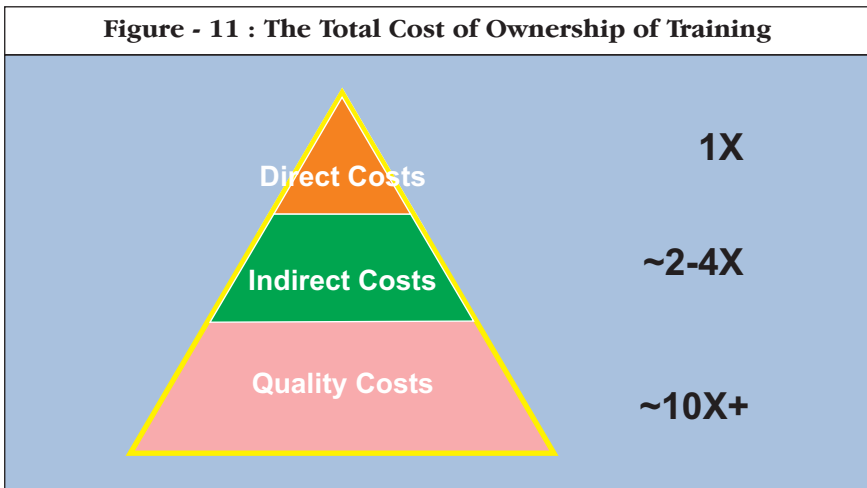 Figure - 11 : The Total Cost of Ownership of Training
1X
Direct Costs
~2-4X
Indirect Costs
Quality Costs
~10X+